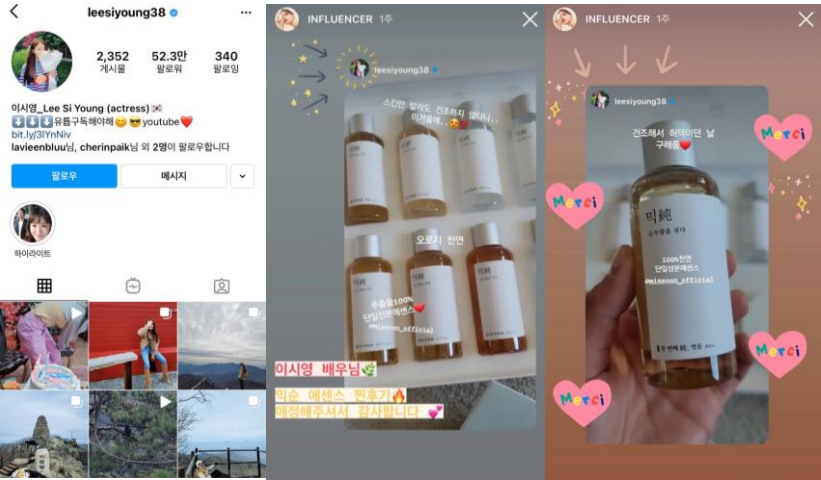 leesiyoung38
2,352
게시물
52.3만
팔로워
340
팔로잉
이시영_Lee Si Young (actress)🇰🇷
⬇️⬇️⬇️유튭구독해야해😊😎youtube❤️
bit.ly/3lYnNiv
lavieenbluu님, cherinpaik님 외 2명이 팔로우합니다
팔로우
메시지
하이라이트
INFLUENCER 1주
leesiyoung38
스킨만 발라도 건조하지 않다니..
이겨울에..😍💯
오로지 천연
믹純
추출물100%
단일성분에센스❤️
@mixsoon_official
이시영 배우님🌿
믹순 에센스 찐후기🔥
애정해주셔서 감사합니다 💕
INFLUENCER 1주
leesiyoung38
건조해서 허덕이던 날
구해줌❤️
Merci
Merci
믹純
100%천연
단일성분에센스
@mixsoon_official
Merci
Merci